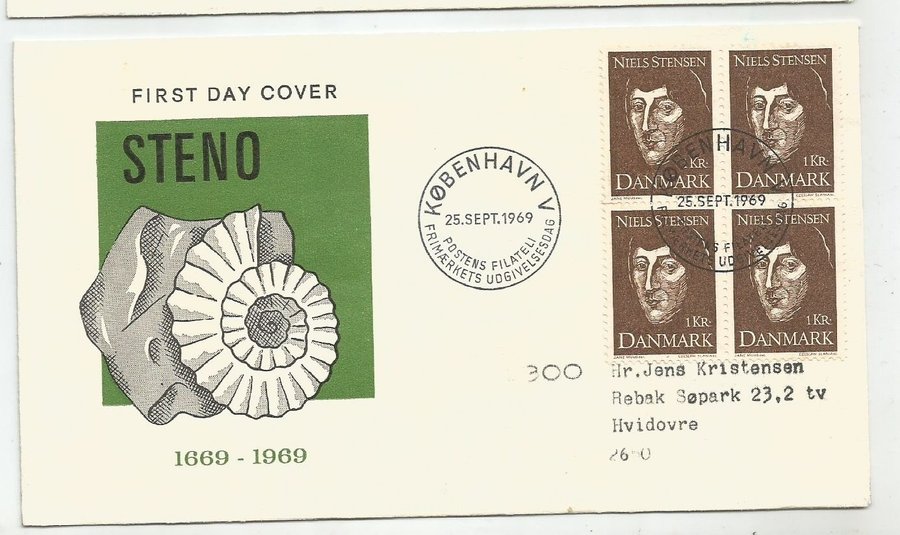 FIRST DAY COVER
STENO
1669 - 1969
KØBENHAVN V
25.SEPT.1969
POSTENS FILATELI
FRIMÆRKETS UDGIVELSESDAG
NIELS STENSEN
1 KR.
DANMARK
NIELS STENSEN
1 KR.
DANMARK
KØBENHAVN V
25.SEPT.1969
NIELS STENSEN
1 KR.
DANMARK
NIELS STENSEN
1 KR.
DANMARK
Hr.Jens Kristensen
Rebak Søpark 23,2 tv
Hvidovre